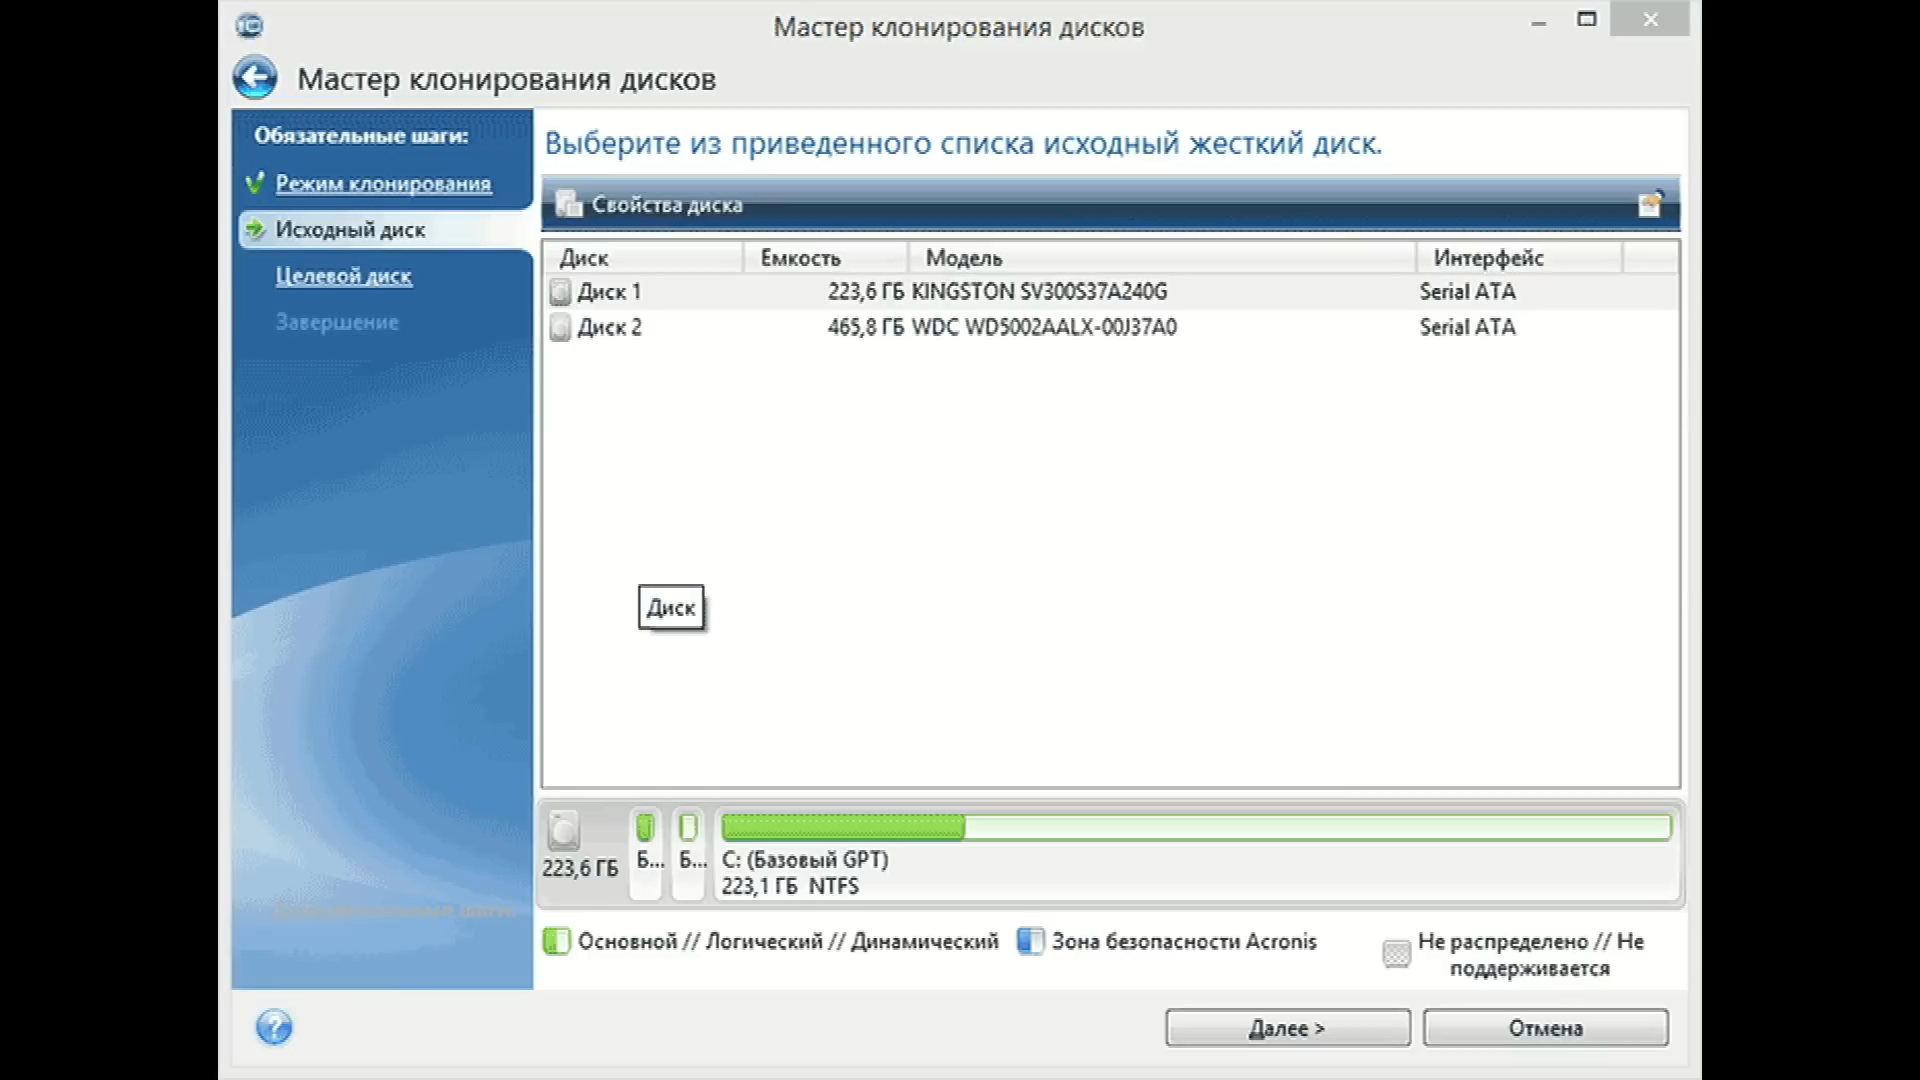 Мастер клонирования дисков
Мастер клонирования дисков
Обязательные шаги:
Режим клонирования
Исходный диск
Целевой диск
Завершение
Выберите из приведенного списка исходный жесткий диск.
Свойства диска
Диск Емкость Модель Интерфейс
Диск 1 223,6 ГБ KINGSTON SV300S37A240G Serial ATA
Диск 2 465,8 ГБ WDC WD5002AALX-00J37A0 Serial ATA
Диск
223,6 ГБ
Б...
Б...
C: (Базовый GPT)
223,1 ГБ NTFS
Основной // Логический // Динамический
Зона безопасности Acronis
Не распределено // Не
поддерживается
? 
Далее >
Отмена